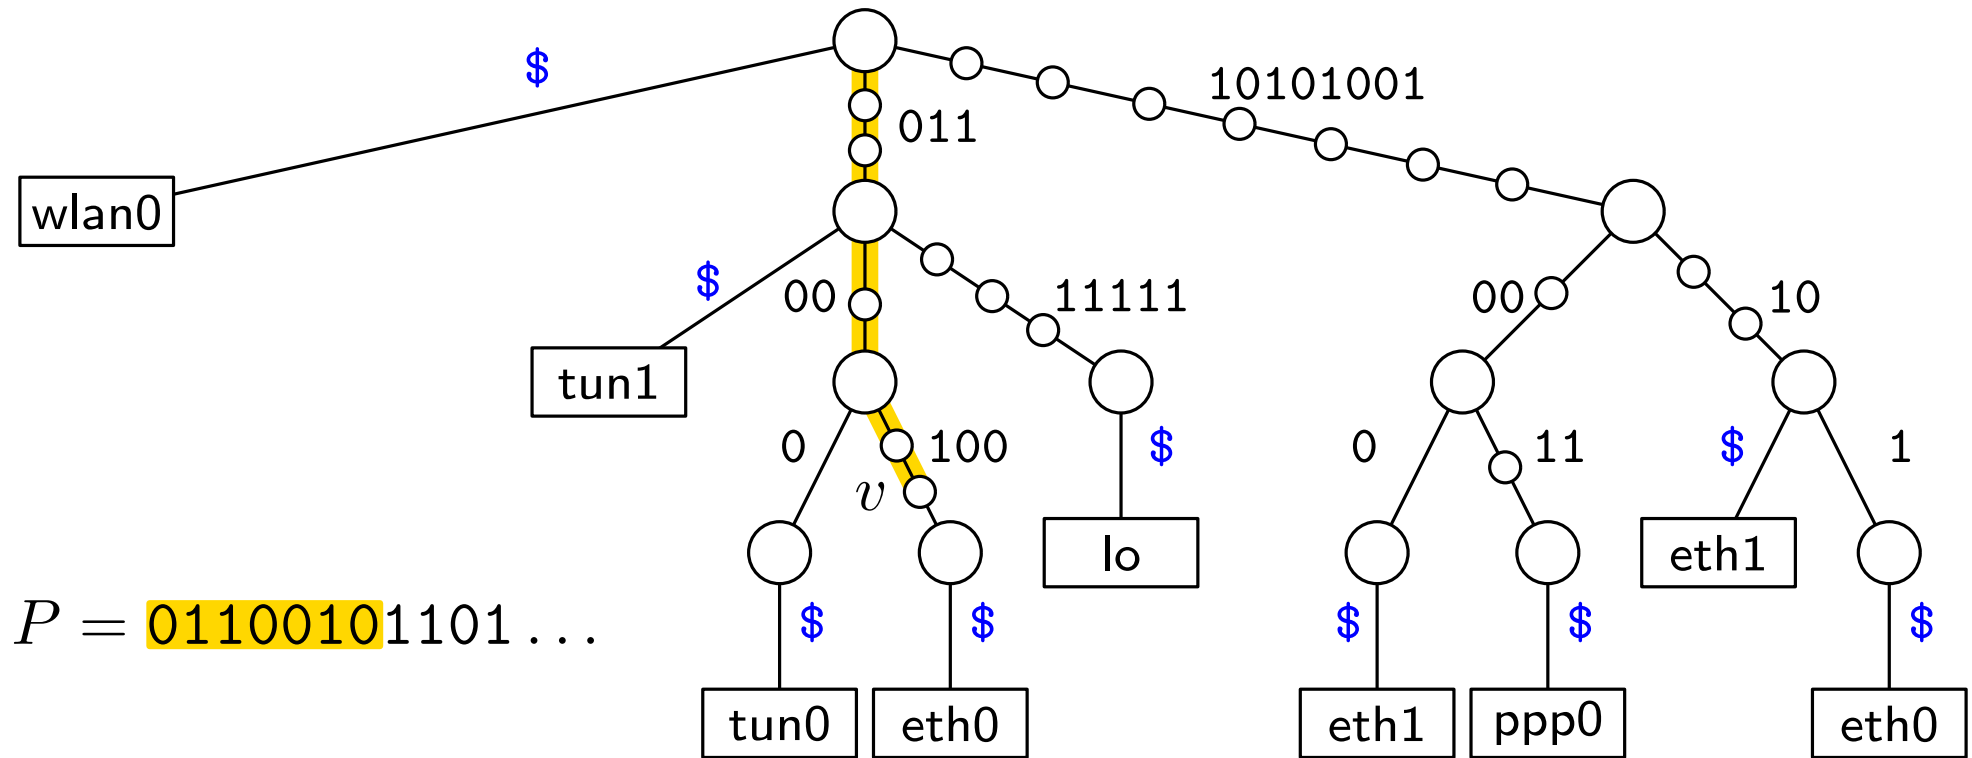 $
10101001
011
wlan0
$
00
11111
00
10
tun1
0
100
$
0
11
$
1
v
lo
eth1
P = 01100101101...
$
$
$
$
$
tun0
eth0
eth1
ppp0
eth0